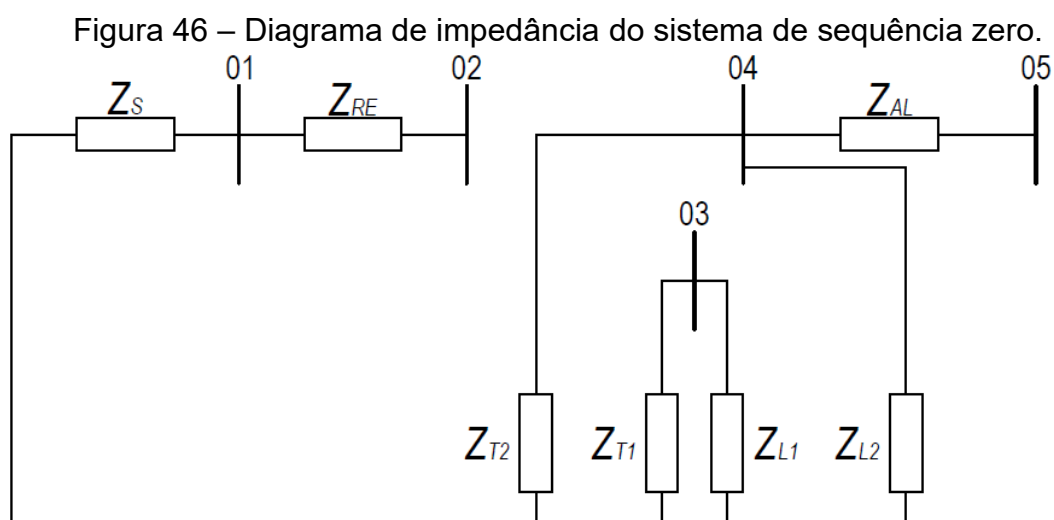 Figura 46 – Diagrama de impedância do sistema de sequência zero.
01 02 04 05
ZS ZRE ZAL
03
ZT2 ZT1 ZL1 ZL2